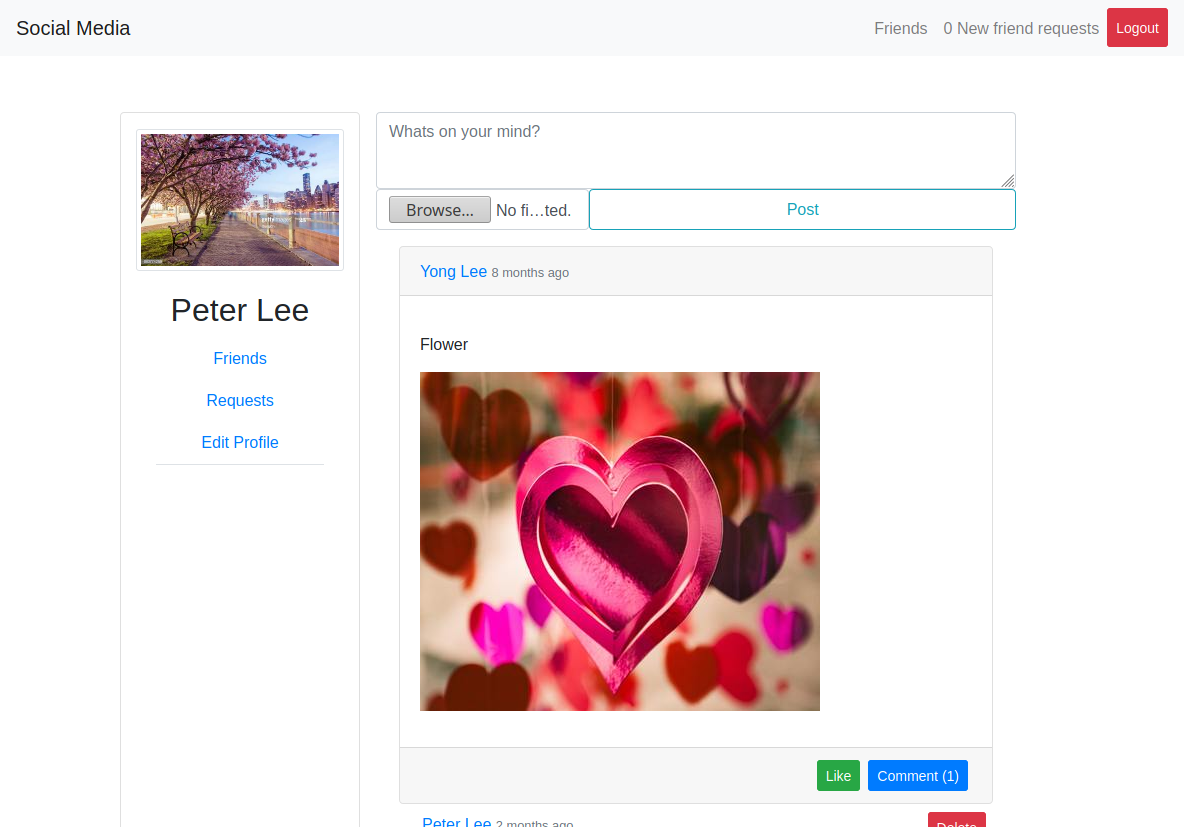 Social Media
Friends
0 New friend requests
Logout
Peter Lee
Friends
Requests
Edit Profile
Whats on your mind?
Browse...
No fi…ted.
Post
Yong Lee 8 months ago
Flower
Like
Comment (1)
Peter Lee 2 months ago
Delete